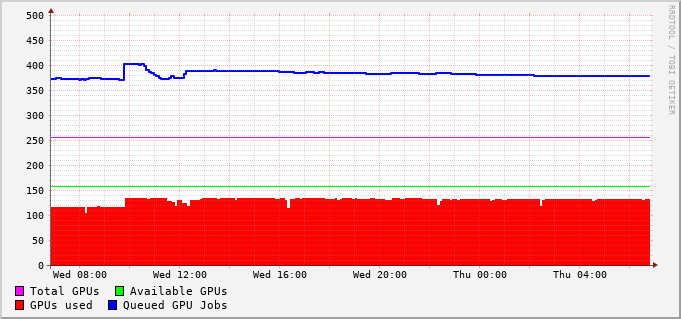 500
450
400
350
300
250
200
150
100
50
0
Wed 08:00 Wed 12:00 Wed 16:00 Wed 20:00 Thu 00:00 Thu 04:00
Total GPUs Available GPUs
GPUs used Queued GPU Jobs
RRDTOOL / TOBI OETIKER